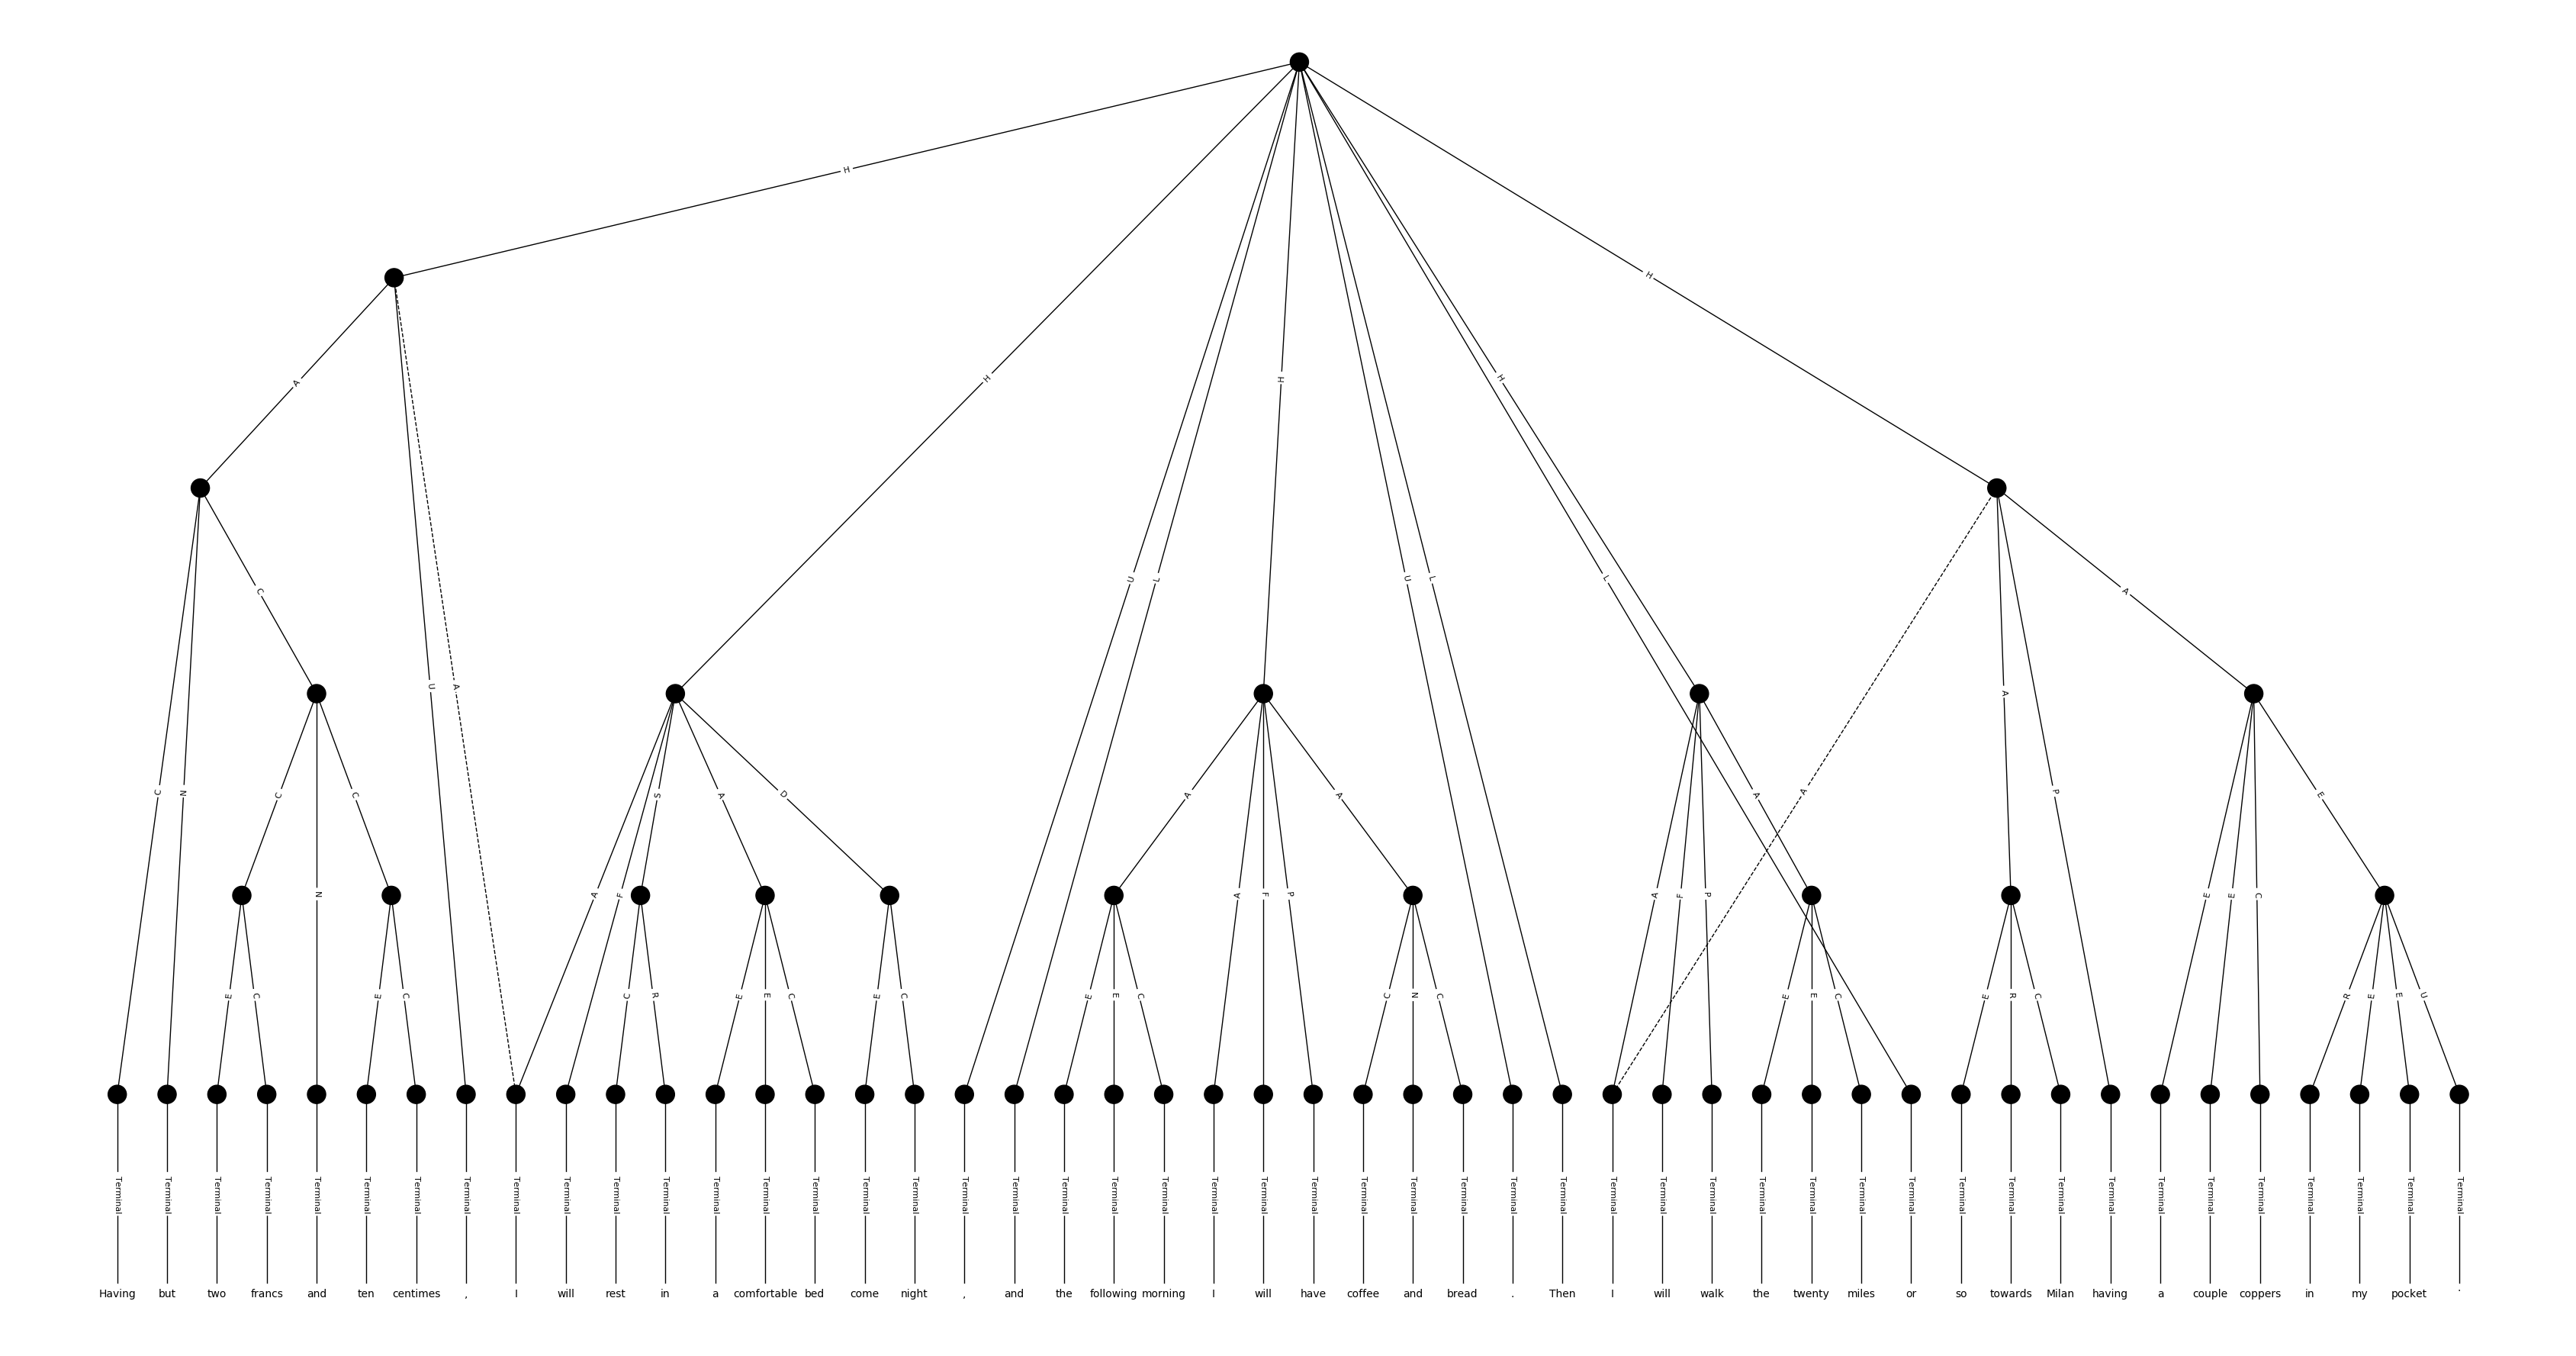 H
H H H H
A
C A
U L U L L
U A A
C N C C D A A A A P E
S A
A F N A F P A F P E E C
E C E C C R E E C E C E E C C N C E E C E R C R E E U
Terminal Terminal Terminal Terminal Terminal Terminal Terminal Terminal Terminal Terminal Terminal Terminal Terminal Terminal Terminal Terminal Terminal Terminal Terminal Terminal Terminal Terminal Terminal Terminal Terminal Terminal Terminal Terminal Terminal Terminal Terminal Terminal Terminal Terminal Terminal Terminal Terminal Terminal Terminal Terminal Terminal Terminal Terminal Terminal Terminal Terminal Terminal Terminal
Having but two francs and ten centimes , I will rest in a comfortable bed come night , and the following morning I will have coffee and bread . Then I will walk the twenty miles or so towards Milan having a couple coppers in my pocket .